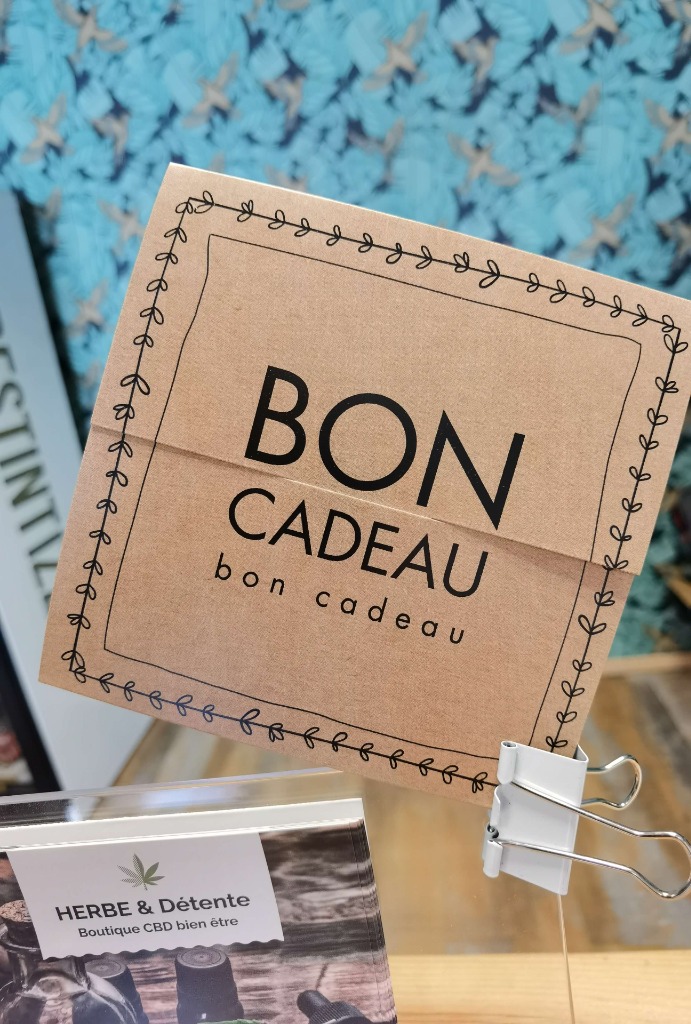 BON
CADEAU
bon cadeau
HERBE & Détente
Boutique CBD bien être